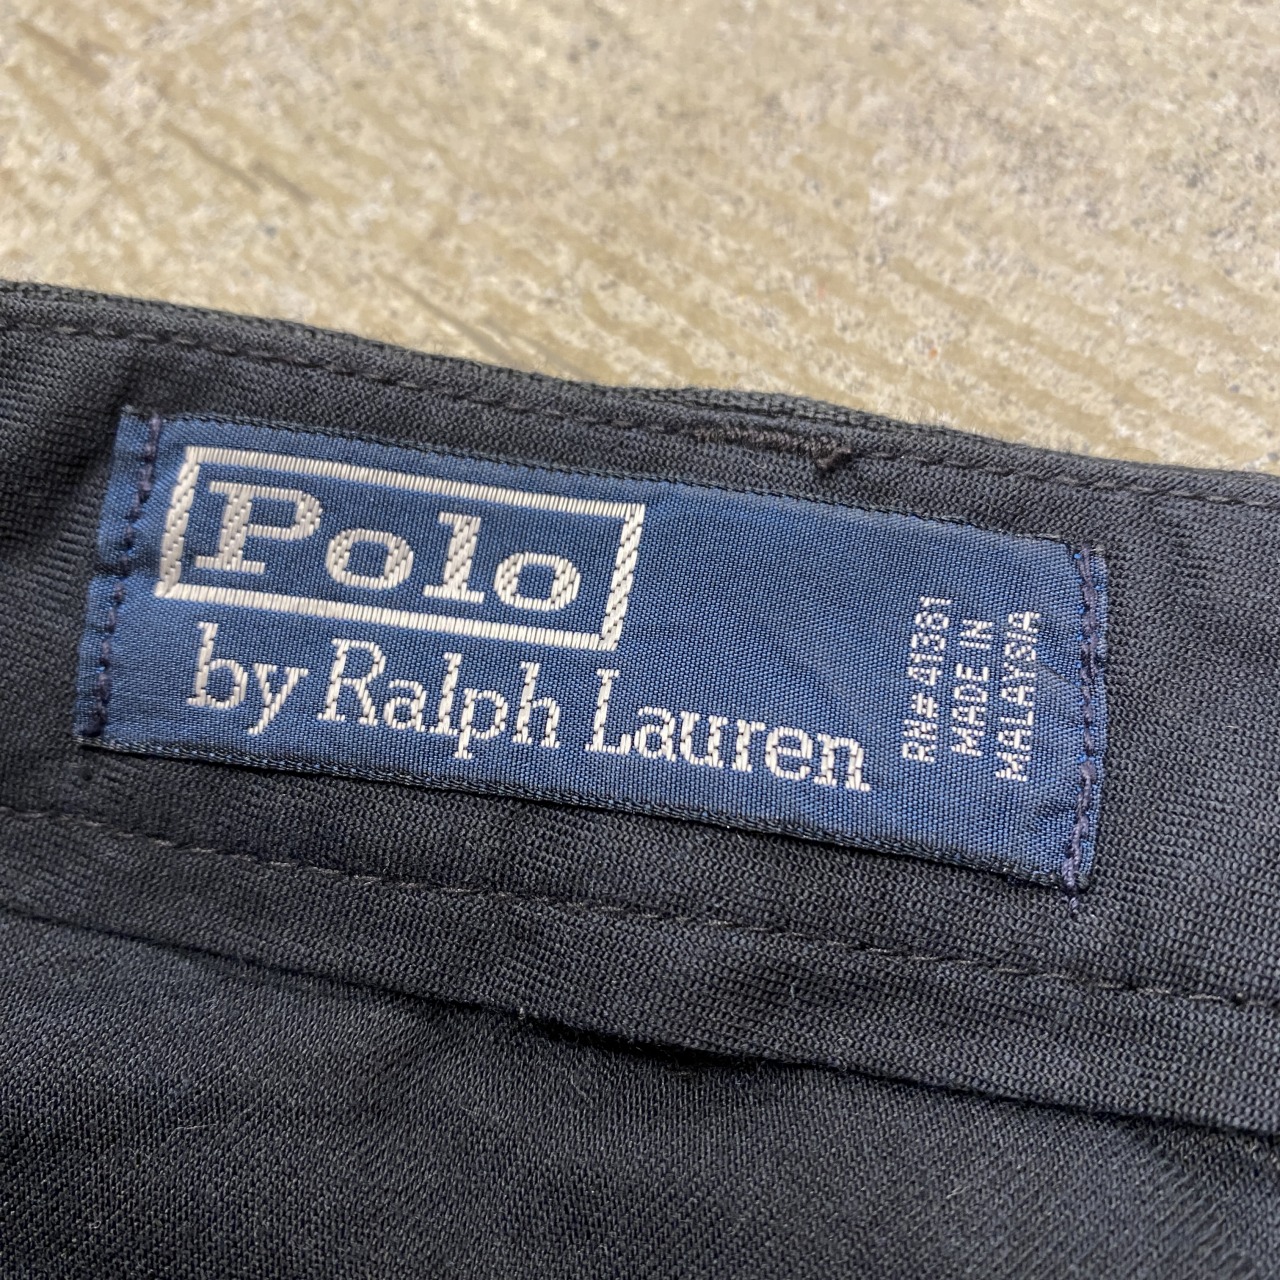 Polo
by Ralph Lauren
RN# 41381
MADE IN
MALAYSIA